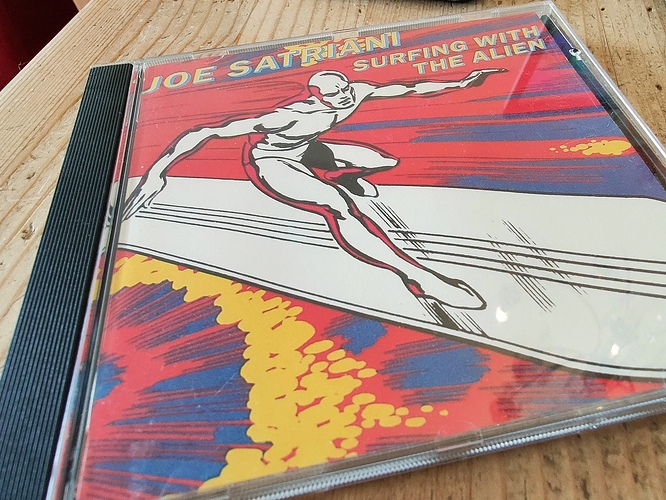 JOE SATRIANI
SURFING WITH
THE ALIEN